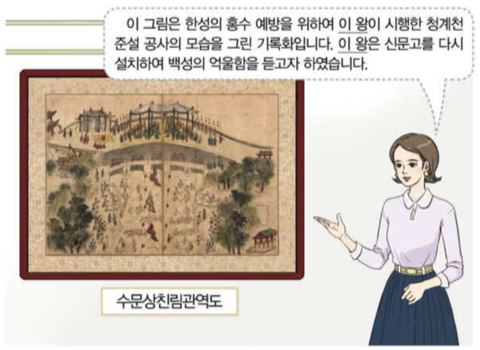 이 그림은 한성의 홍수 예방을 위하여 이 왕이 시행한 청계천
준설 공사의 모습을 그린 기록화입니다. 이 왕은 신문고를 다시
설치하여 백성의 억울함을 듣고자 하였습니다.
수문상친림관역도